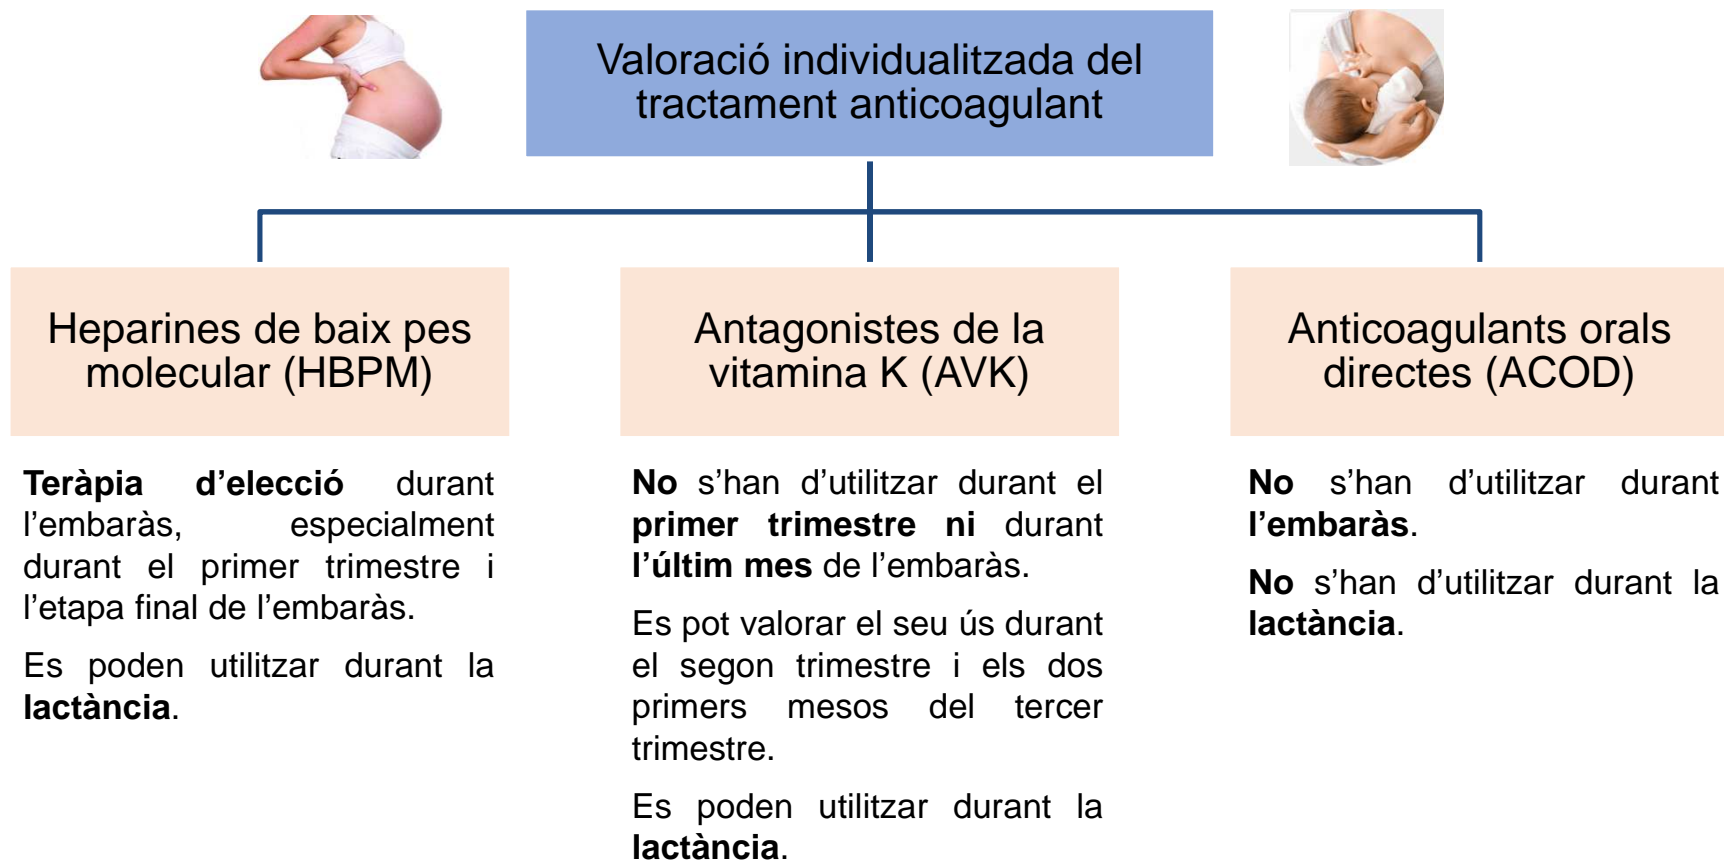 Valoració individualitzada del
tractament anticoagulant
Heparines de baix pes
molecular (HBPM)
Teràpia d’elecció durant
l’embaràs, especialment
durant el primer trimestre i
l’etapa final de l’embaràs.
Es poden utilitzar durant la
lactància.
Antagonistes de la
vitamina K (AVK)
No s’han d’utilitzar durant el
primer trimestre ni durant
l’últim mes de l’embaràs.
Es pot valorar el seu ús durant
el segon trimestre i els dos
primers mesos del tercer
trimestre.
Es poden utilitzar durant la
lactància.
Anticoagulants orals
directes (ACOD)
No s’han d’utilitzar durant
l’embaràs.
No s’han d’utilitzar durant la
lactància.